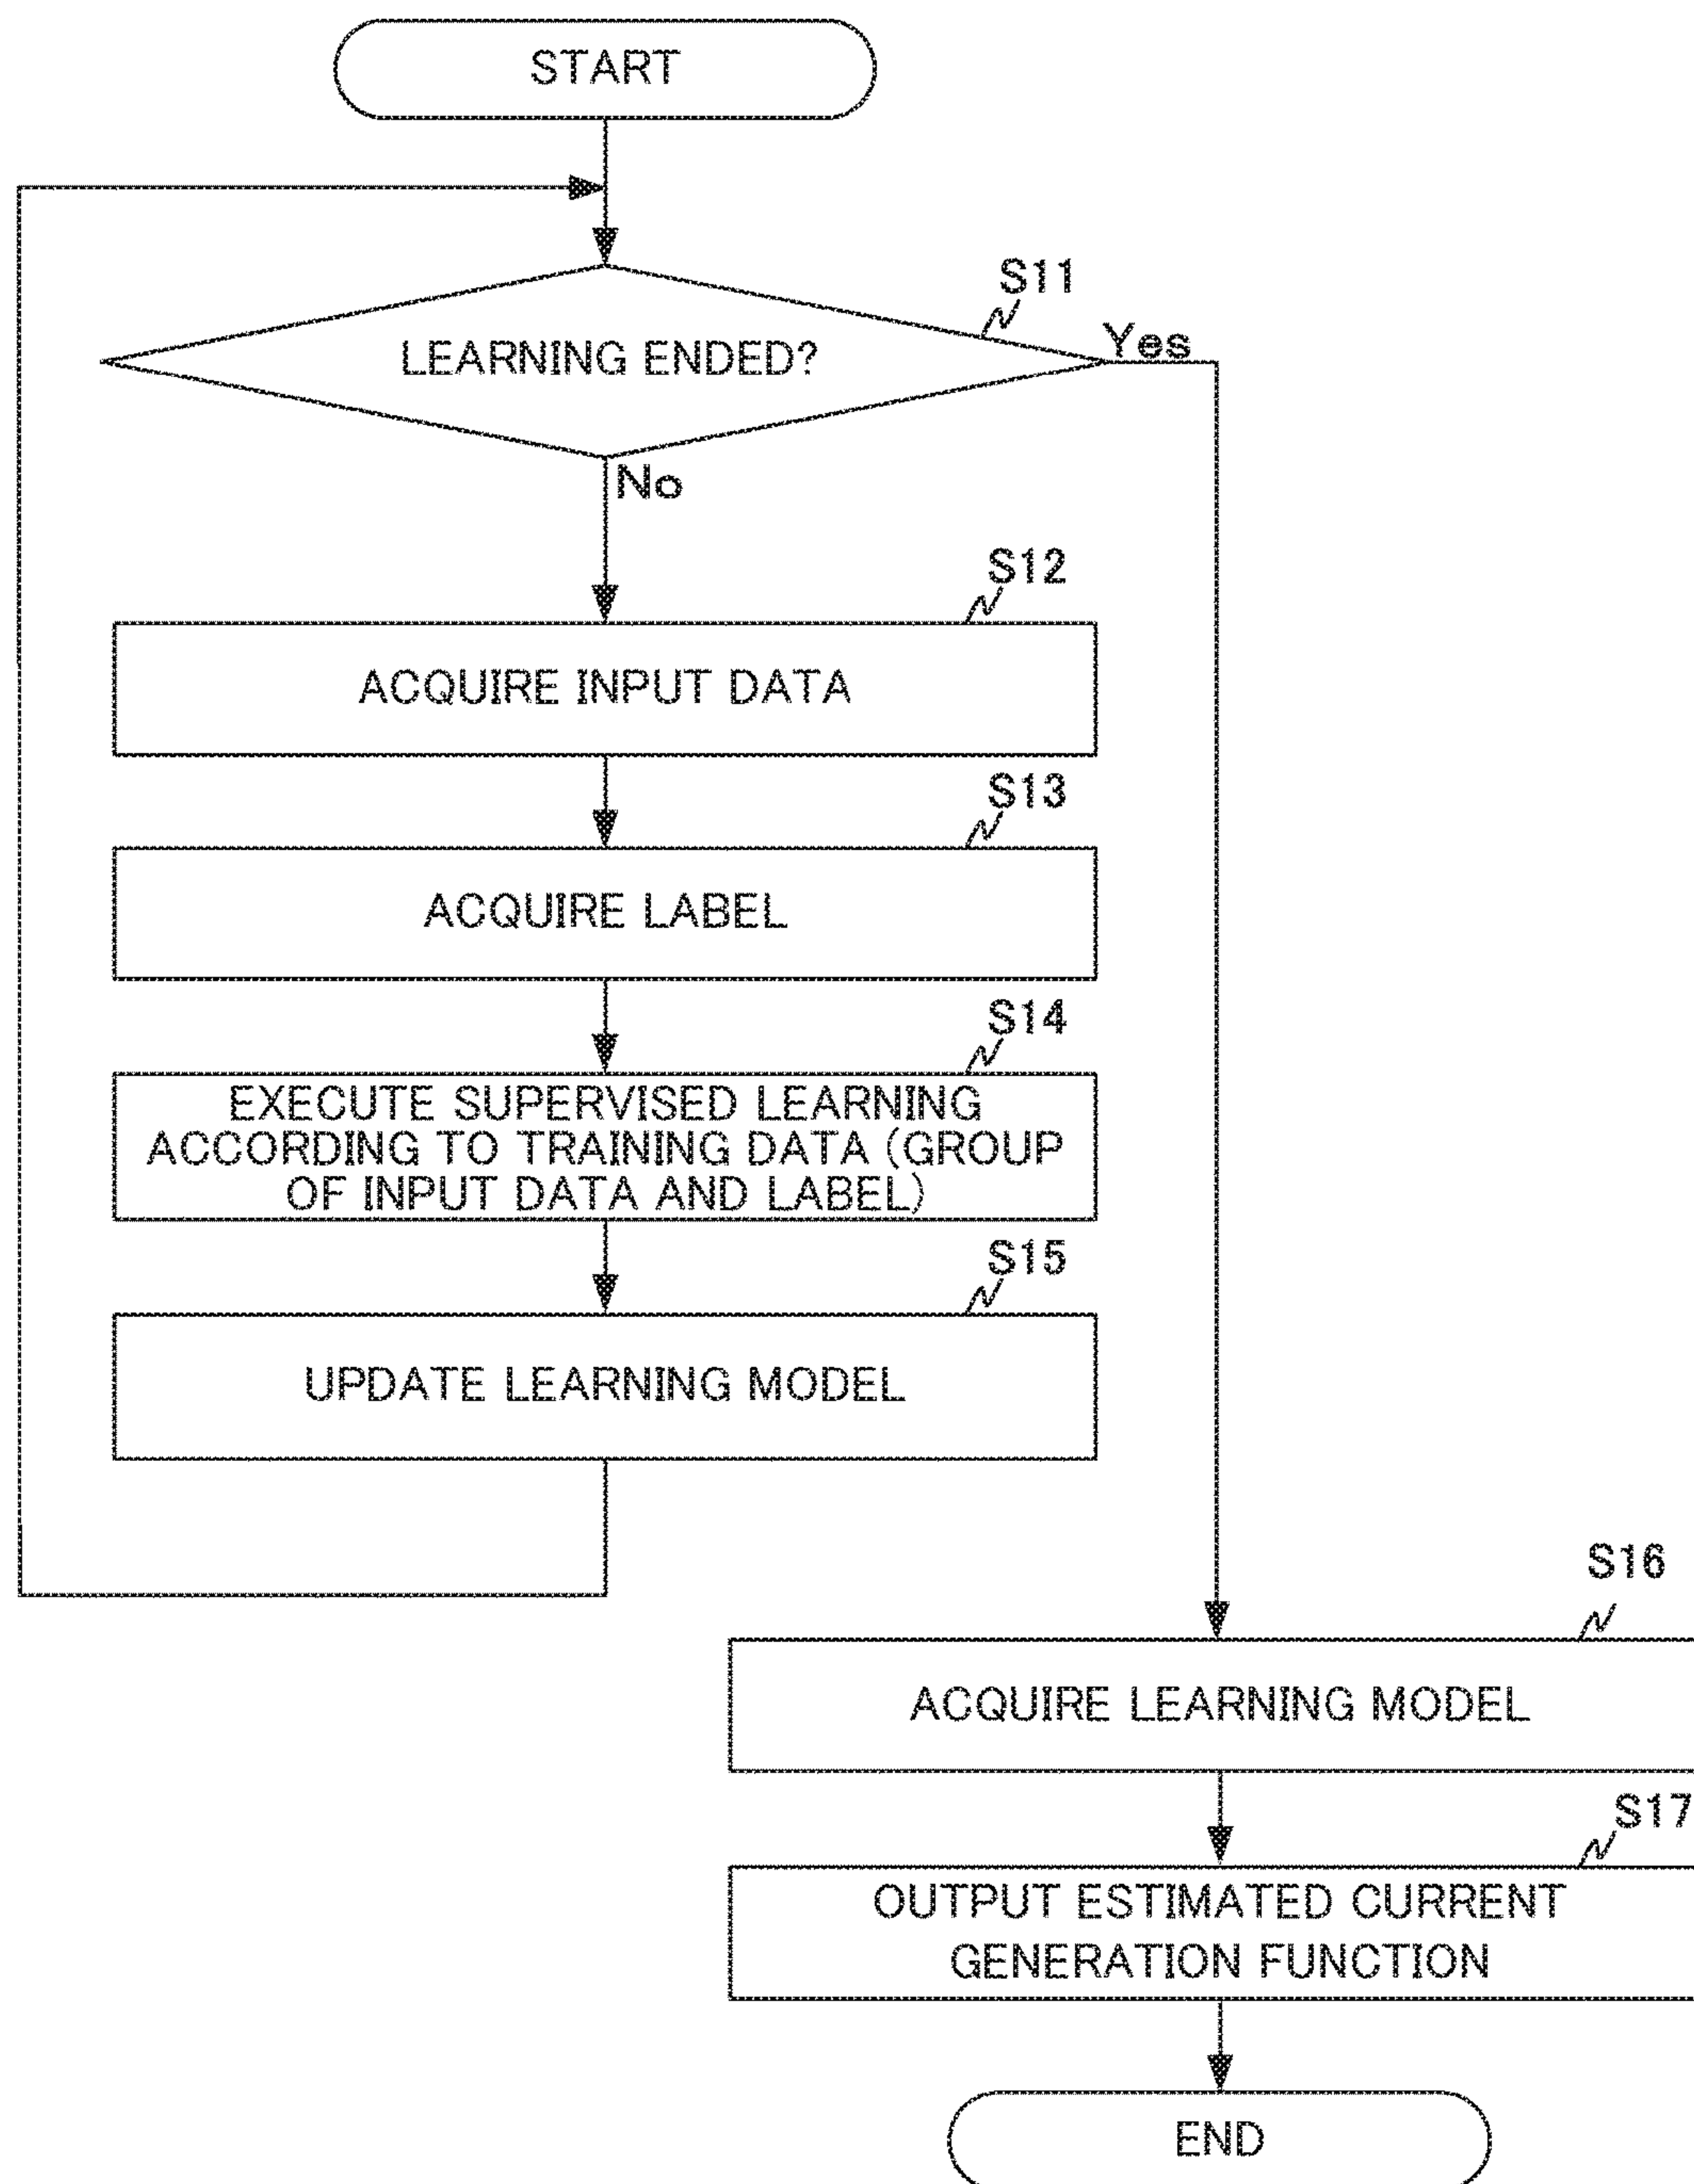 START
S11
LEARNING ENDED?
Yes
No
S12
ACQUIRE INPUT DATA
S13
ACQUIRE LABEL
S14
EXECUTE SUPERVISED LEARNING
ACCORDING TO TRAINING DATA (GROUP
OF INPUT DATA AND LABEL)
S15
UPDATE LEARNING MODEL
S16
ACQUIRE LEARNING MODEL
S17
OUTPUT ESTIMATED CURRENT
GENERATION FUNCTION
END